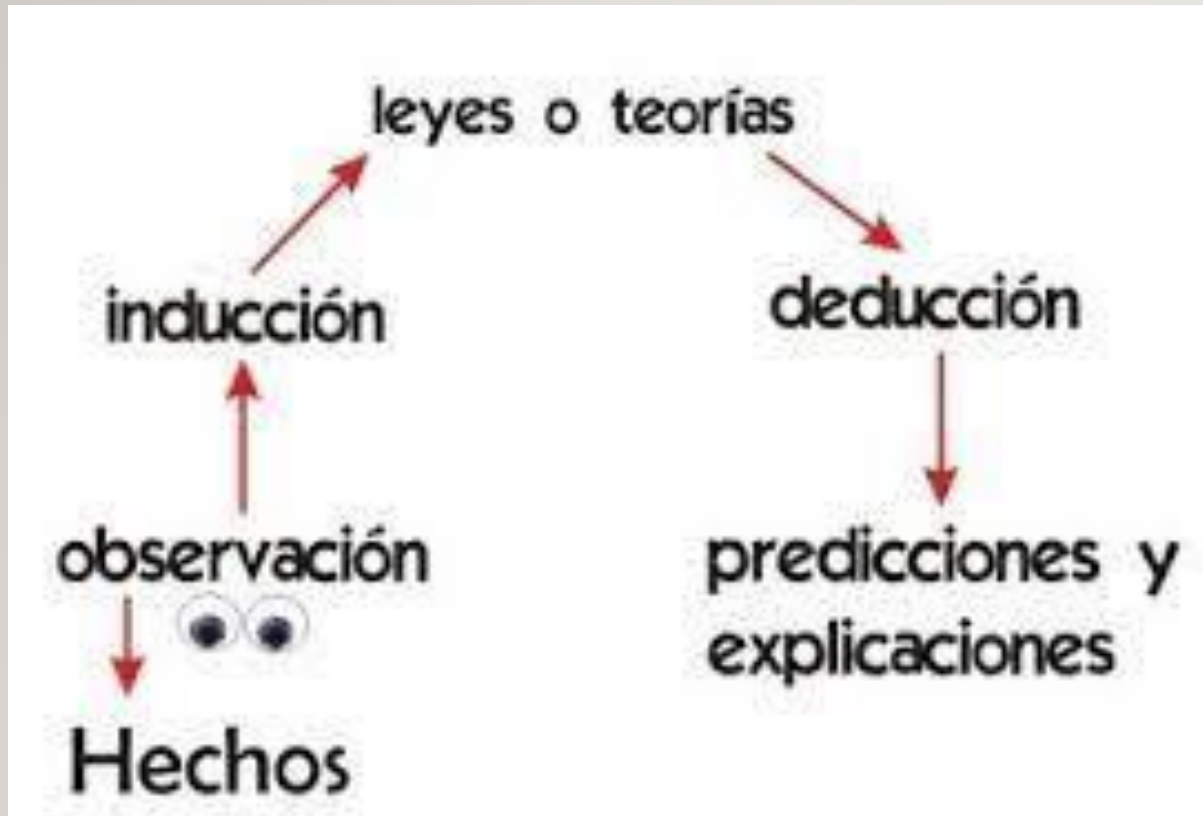 leyes o teorías
inducción
deducción
observación
predicciones y
explicaciones
Hechos